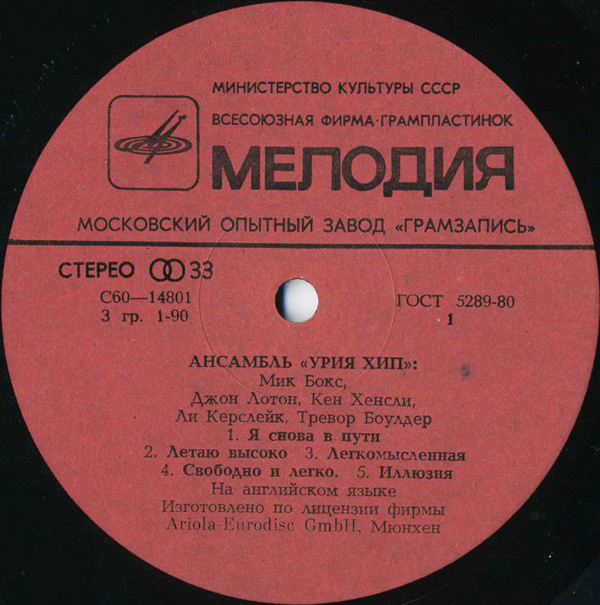 МИНИСТЕРСТВО КУЛЬТУРЫ СССР
ВСЕСОЮЗНАЯ ФИРМА·ГРАМПЛАСТИНОК
МЕЛОДИЯ
МОСКОВСКИЙ ОПЫТНЫЙ ЗАВОД «ГРАМЗАПИСЬ»
СТЕРЕО 33
С60—14801
3 гр. 1-90
ГОСТ 5289-80
1
АНСАМБЛЬ «УРИЯ ХИП»:
Мик Бокс,
Джон Лотон, Кен Хенсли,
Ли Керслейк, Тревор Боулдер
1. Я снова в пути
2. Летаю высоко 3. Легкомысленная
4. Свободно и легко. 5. Иллюзия
На английском языке
Изготовлено по лицензии фирмы
Ariola-Eurodisc GmbH, Мюнхен